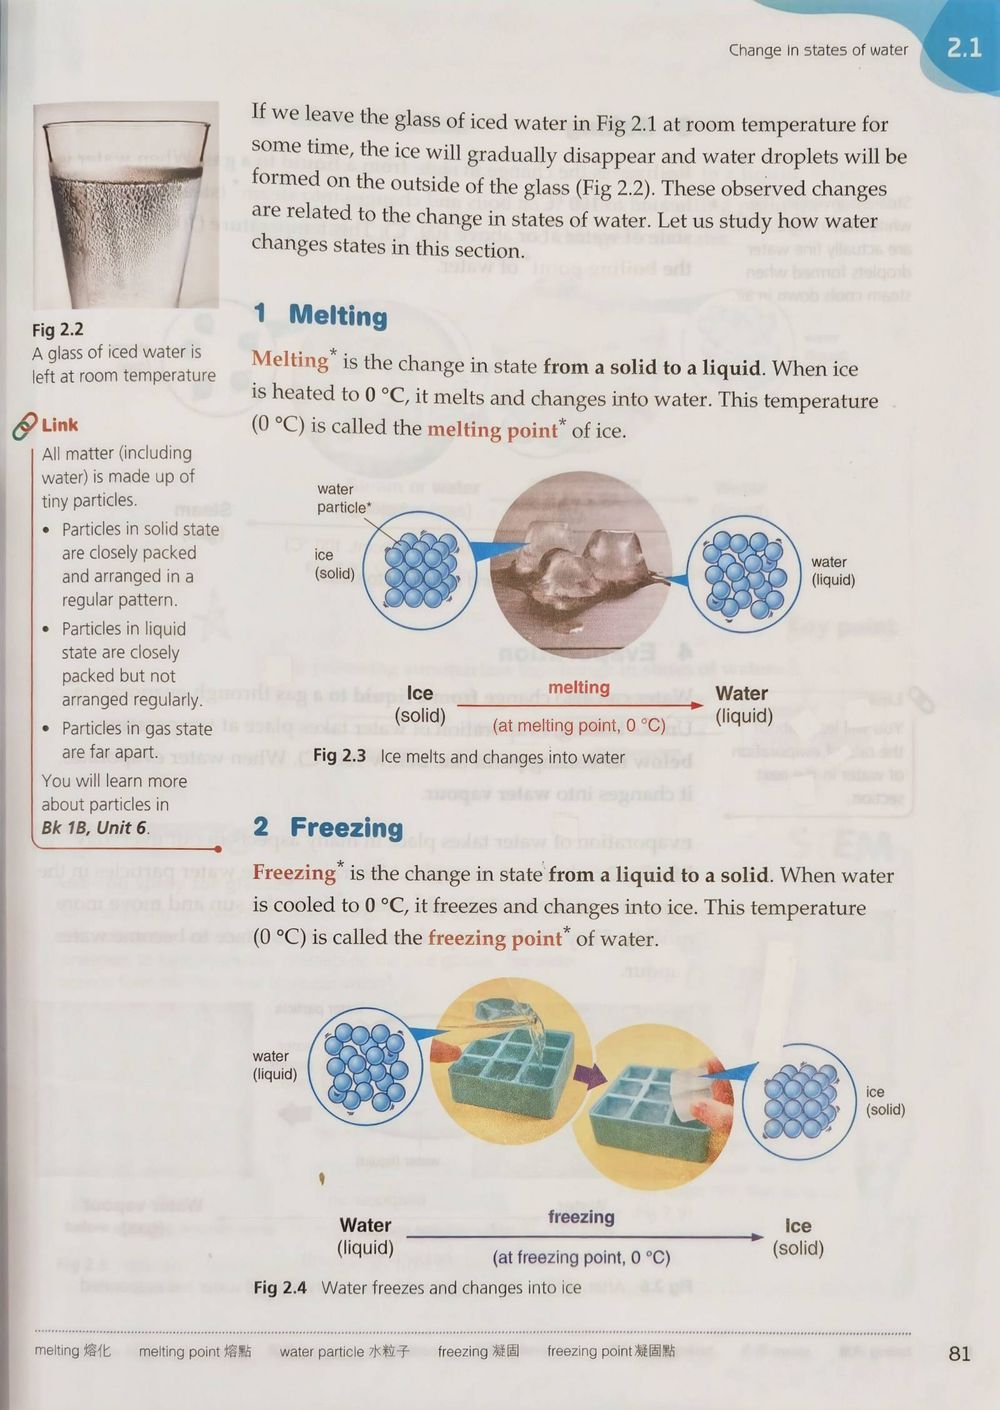 Change in states of water
2.1
If we leave the glass of iced water in Fig 2.1 at room temperature for
some time, the ice will gradually disappear and water droplets will be
formed on the outside of the glass (Fig 2.2). These observed changes
are related to the change in states of water. Let us study how water
changes states in this section.
Fig 2.2
A glass of iced water is
left at room temperature
Link
All matter (including
water) is made up of
tiny particles.
• Particles in solid state
are closely packed
and arranged in a
regular pattern.
• Particles in liquid
state are closely
packed but not
arranged regularly.
• Particles in gas state
are far apart.
You will learn more
about particles in
Bk 1B, Unit 6.
1 Melting
Melting* is the change in state from a solid to a liquid. When ice
is heated to 0 °C, it melts and changes into water. This temperature
(0 °C) is called the melting point* of ice.
water
particle*
ice
(solid)
water
(liquid)
Ice
(solid)
melting
(at melting point, 0 °C)
Water
(liquid)
Fig 2.3 Ice melts and changes into water
2 Freezing
Freezing* is the change in state from a liquid to a solid. When water
is cooled to 0 °C, it freezes and changes into ice. This temperature
(0 °C) is called the freezing point* of water.
water
(liquid)
ice
(solid)
Water
(liquid)
freezing
(at freezing point, 0 °C)
Ice
(solid)
Fig 2.4 Water freezes and changes into ice
melting 熔化 melting point 熔點 water particle 水粒子 freezing 凝固 freezing point 凝固點
81